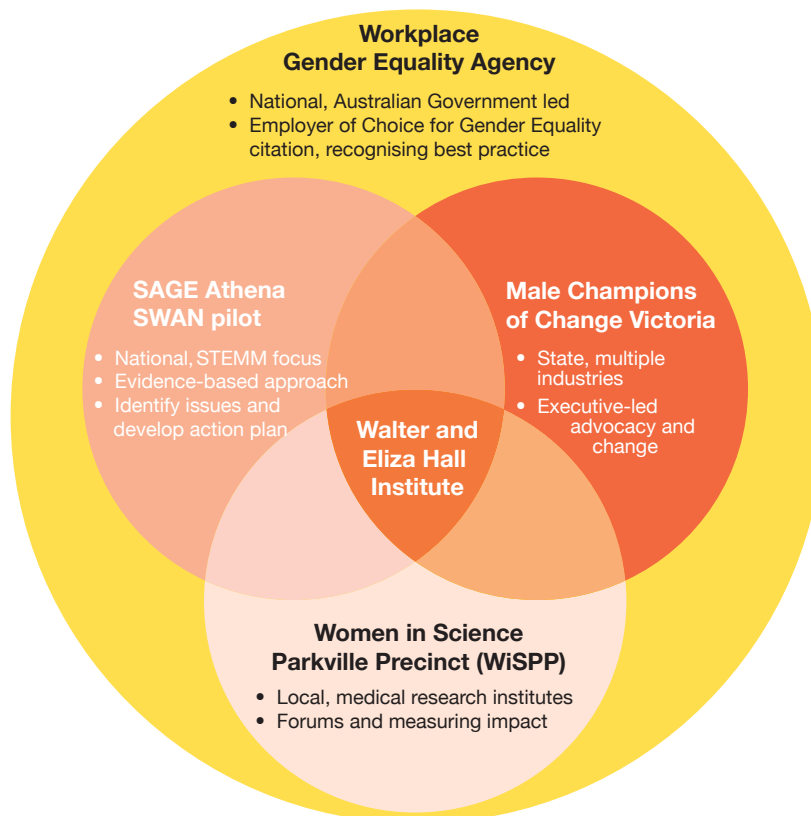 Workplace
Gender Equality Agency
• National, Australian Government led
• Employer of Choice for Gender Equality
citation, recognising best practice
SAGE Athena
SWAN pilot
• National, STEMM focus
• Evidence-based approach
• Identify issues and
develop action plan
Male Champions
of Change Victoria
• State, multiple
industries
• Executive-led
advocacy and
change
Walter and
Eliza Hall
Institute
Women in Science
Parkville Precinct (WiSPP)
• Local, medical research institutes
• Forums and measuring impact